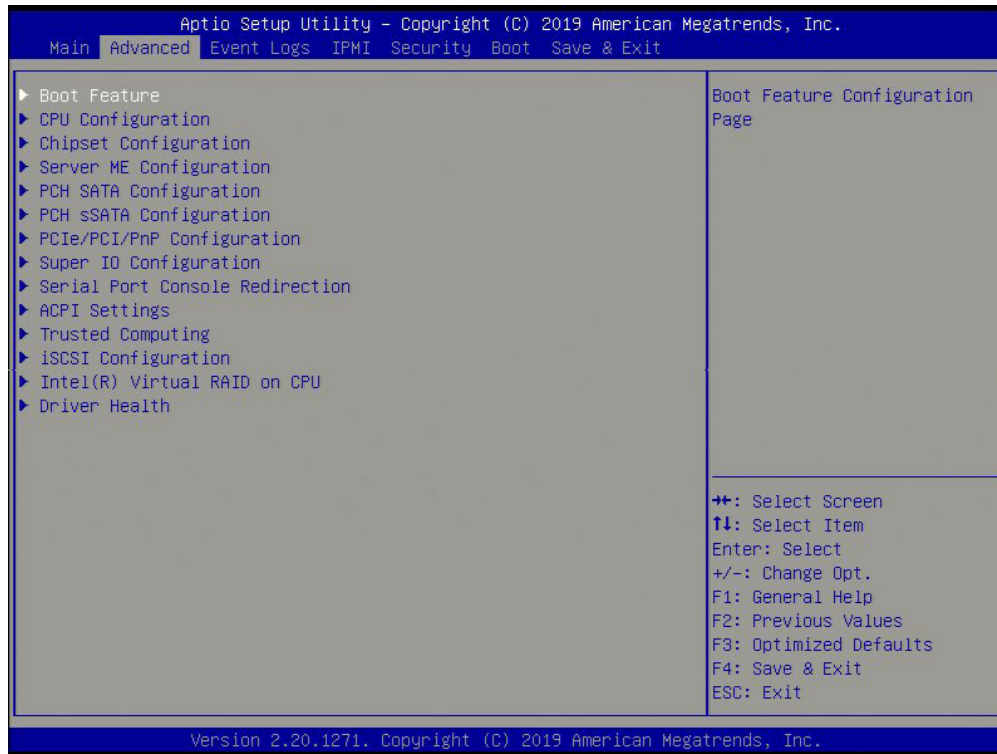 Aptio Setup Utility – Copyright (C) 2019 American Megatrends, Inc.
Main Advanced Event Logs IPMI Security Boot Save & Exit
▶ Boot Feature
▶ CPU Configuration
▶ Chipset Configuration
▶ Server ME Configuration
▶ PCH SATA Configuration
▶ PCH sSATA Configuration
▶ PCIe/PCI/PnP Configuration
▶ Super IO Configuration
▶ Serial Port Console Redirection
▶ ACPI Settings
▶ Trusted Computing
▶ iSCSI Configuration
▶ Intel(R) Virtual RAID on CPU
▶ Driver Health
Boot Feature Configuration
Page
→←: Select Screen
↑↓: Select Item
Enter: Select
+/-: Change Opt.
F1: General Help
F2: Previous Values
F3: Optimized Defaults
F4: Save & Exit
ESC: Exit
Version 2.20.1271. Copyright (C) 2019 American Megatrends, Inc.